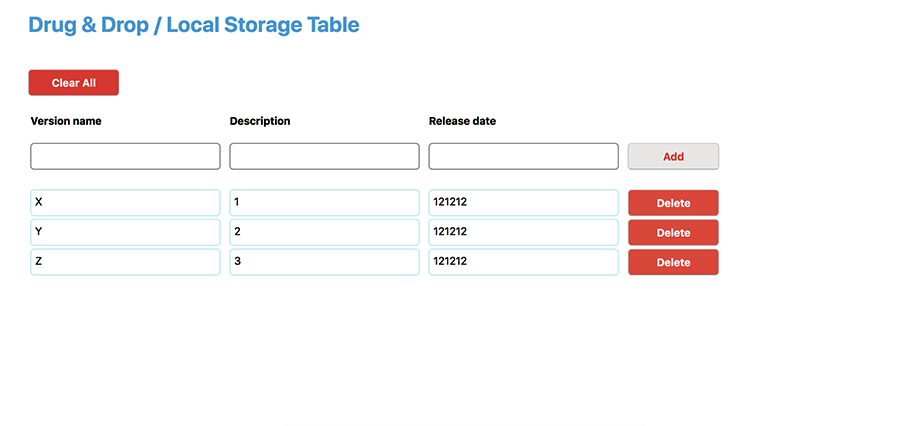 Drug & Drop / Local Storage Table
Clear All
Version name Description Release date
Add
X 1 121212 Delete
Y 2 121212 Delete
Z 3 121212 Delete